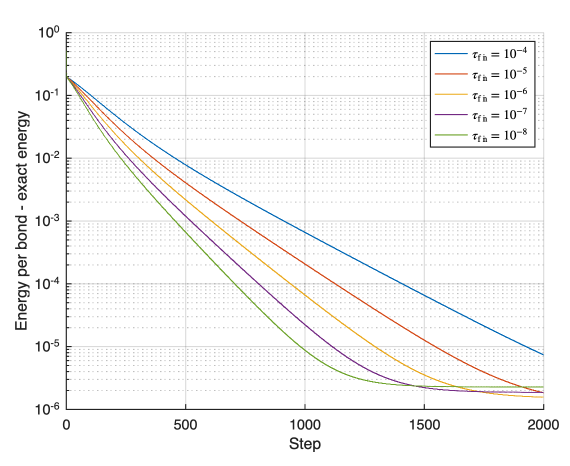 10⁰
10⁻¹
10⁻²
10⁻³
10⁻⁴
10⁻⁵
10⁻⁶
Energy per bond - exact energy
0
500
1000
1500
2000
Step
τ_fin = 10⁻⁴
τ_fin = 10⁻⁵
τ_fin = 10⁻⁶
τ_fin = 10⁻⁷
τ_fin = 10⁻⁸